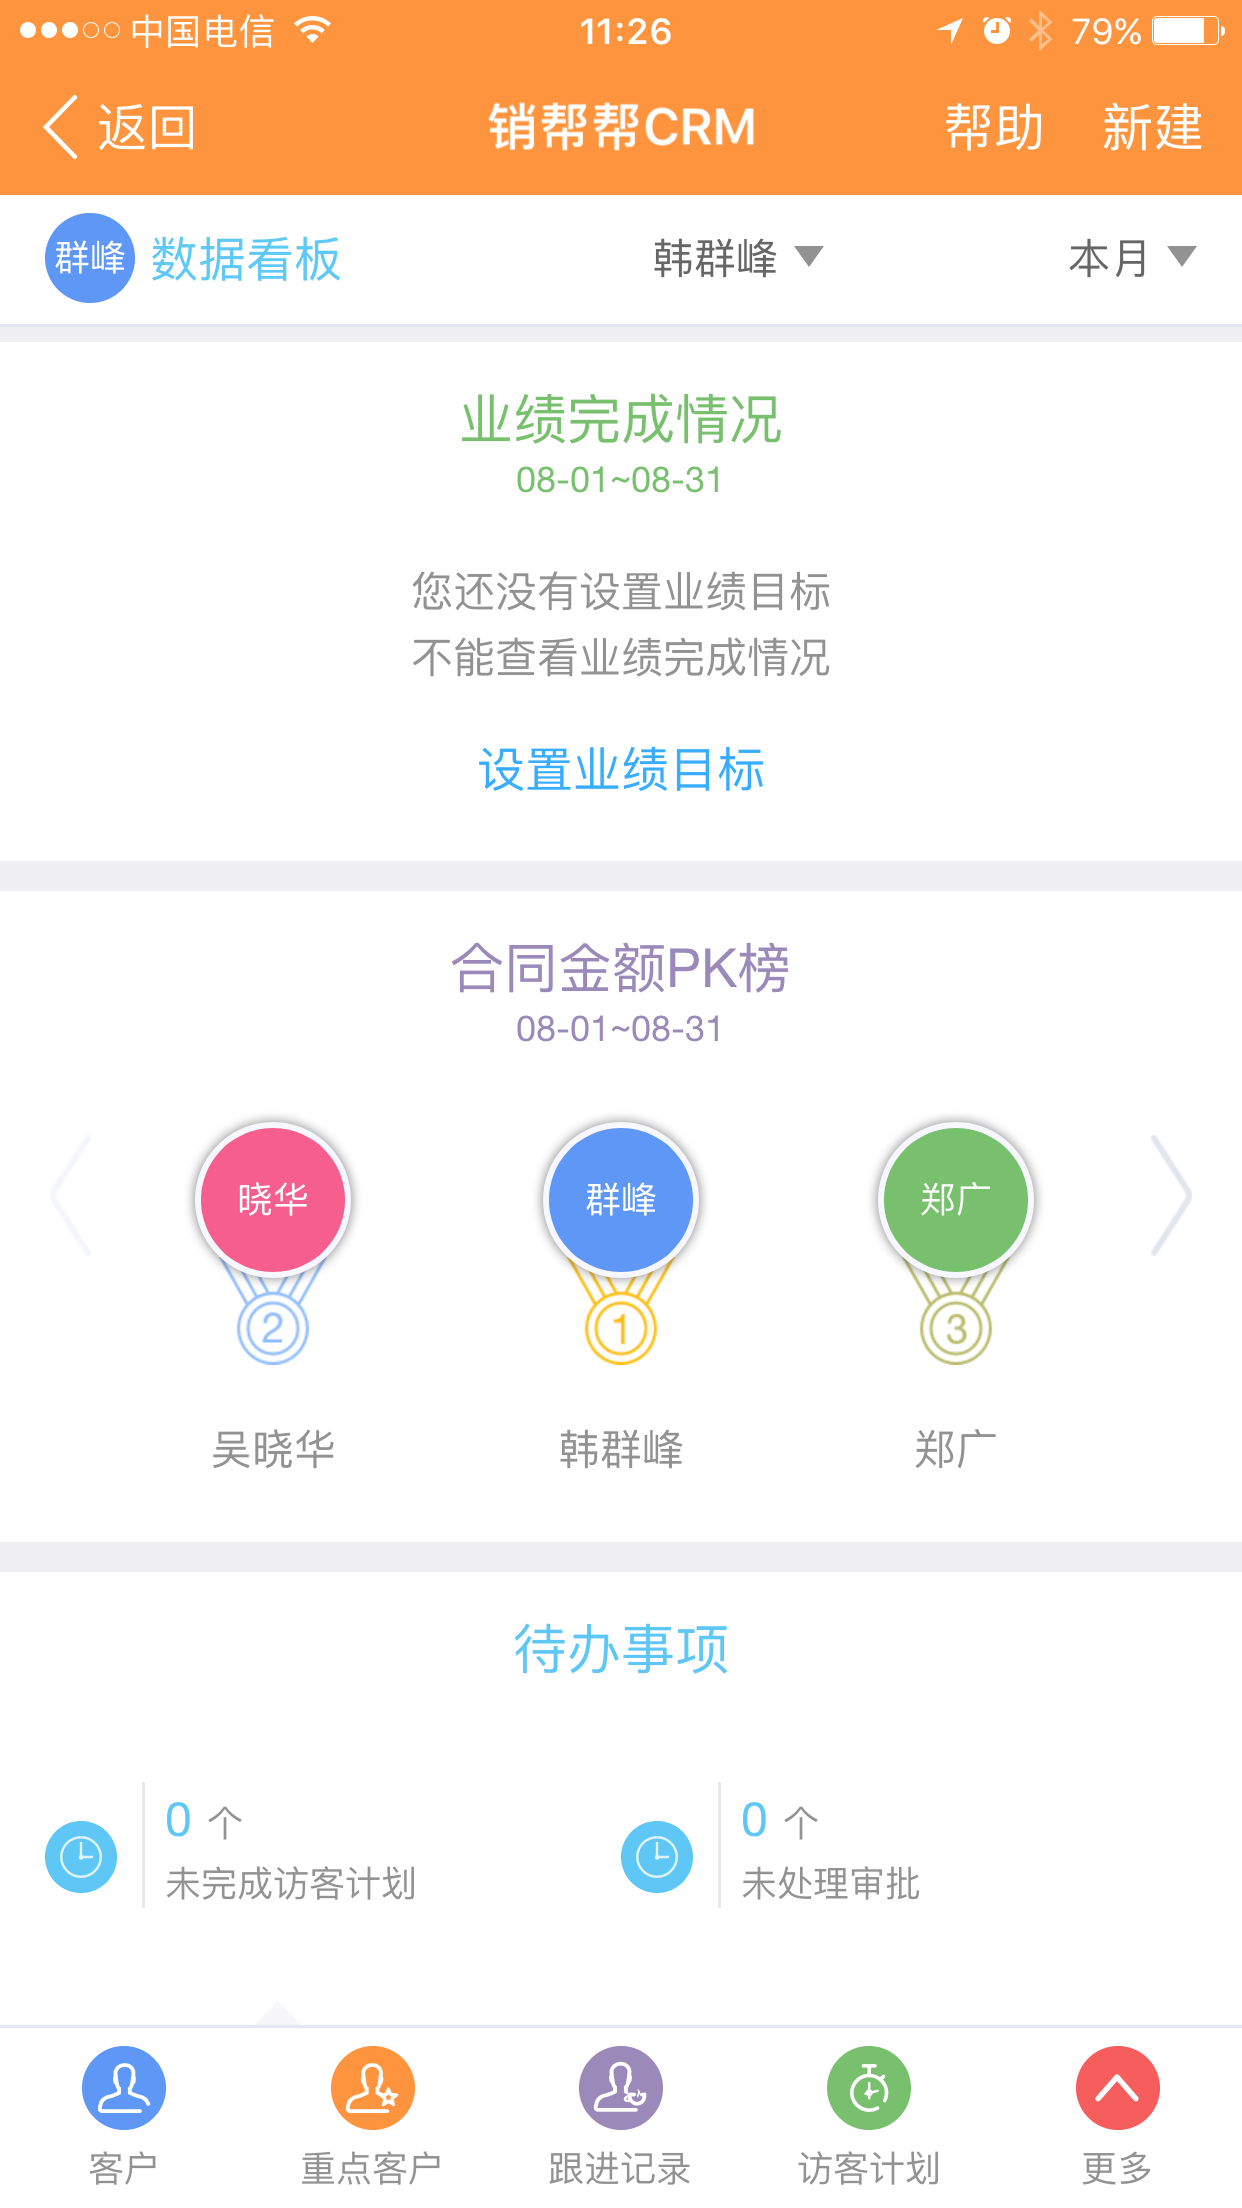 中国电信 11:26 79%
返回 销帮帮CRM 帮助 新建
群峰 数据看板 韩群峰 本月
业绩完成情况
08-01~08-31
您还没有设置业绩目标
不能查看业绩完成情况
设置业绩目标
合同金额PK榜
08-01~08-31
晓华 群峰 郑广
2 1 3
吴晓华 韩群峰 郑广
待办事项
0 个 0 个
未完成访客计划 未处理审批
客户 重点客户 跟进记录 访客计划 更多